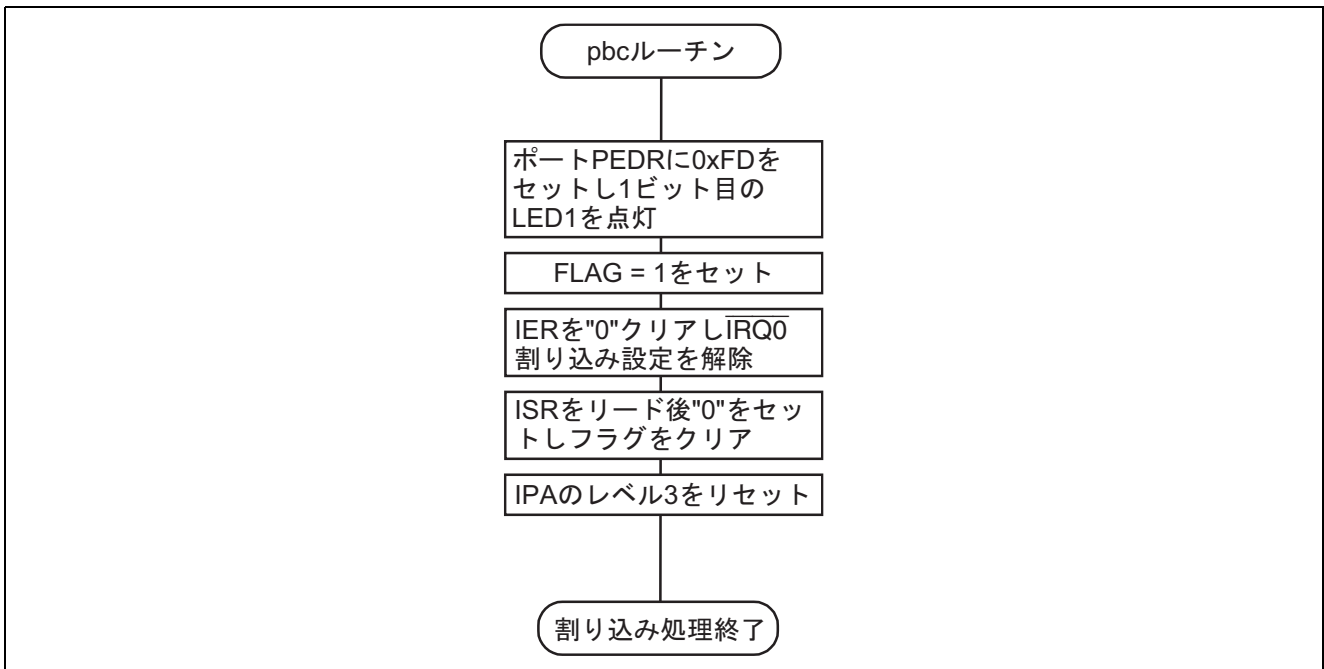 pbcルーチン
ポートPEDRに0xFDを
セットし1ビット目の
LED1を点灯
FLAG = 1をセット
IERを"0"クリアしIRQ0
割り込み設定を解除
ISRをリード後"0"をセッ
トしフラグをクリア
IPAのレベル3をリセット
割り込み処理終了